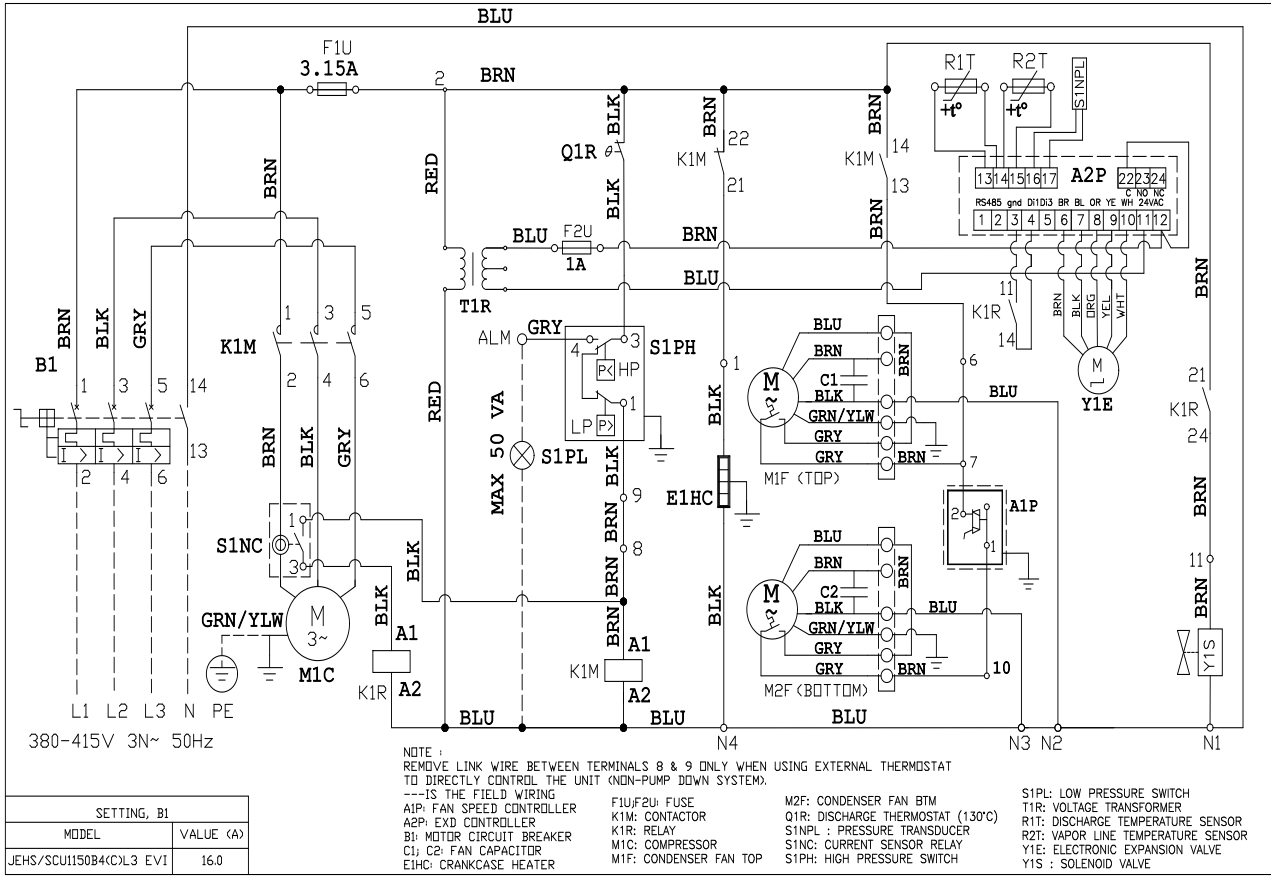 BLU
F1U
3.15A
2
BRN
R1T
R2T
S1NPL
+t°
+t°
BLK
BRN
BRN
Q1R
K1M
22
21
K1M
14
13
13 14 15 16 17
A2P
22 23 24
C NO NC
RS485 gnd Di1 Di3 BR BL OR YE WH 24VAC
1 2 3 4 5 6 7 8 9 10 11 12
BRN
RED
BLK
BRN
BLU
F2U
1A
BRN
BLU
T1R
11
K1R
14
BRN
BLK
ORG
YEL
WHT
M
Y1E
BRN
BRN
BLK
GRY
B1
1 3 5 14
13
2 4 6
K1M
1 3 5
2 4 6
ALM
GRY
4 3
S1PH
P< HP
1
LP P>
RED
MAX 50 VA
S1PL
BLK
9
BRN
8
BRN
BRN
1
BLK
E1HC
BLK
BLU
BRN
C1
BLK
GRN/YLW
GRY
GRY
BRN
BRN
M
~
M1F (TOP)
6
BLU
7
A1P
2
1
21
K1R
24
BRN
11
BRN
Y1S
BRN
BLK
GRY
S1NC
1
3
BLK
BLK
GRN/YLW
M
3~
M1C
A1
K1R
A2
A1
K1M
A2
BLU
BRN
C2
BLK
BLU
GRN/YLW
GRY
GRY
BRN
BRN
M
~
M2F (BOTTOM)
10
L1 L2 L3 N PE
380-415V 3N~ 50Hz
BLU
BLU
BLU
N4
N3
N2
N1
NOTE :
REMOVE LINK WIRE BETWEEN TERMINALS 8 & 9 ONLY WHEN USING EXTERNAL THERMOSTAT
TO DIRECTLY CONTROL THE UNIT (NON-PUMP DOWN SYSTEM).
---IS THE FIELD WIRING
A1P: FAN SPEED CONTROLLER
A2P: EXD CONTROLLER
B1: MOTOR CIRCUIT BREAKER
C1; C2: FAN CAPACITOR
E1HC: CRANKCASE HEATER
F1U;F2U: FUSE
K1M: CONTACTOR
K1R: RELAY
M1C: COMPRESSOR
M1F: CONDENSER FAN TOP
M2F: CONDENSER FAN BTM
Q1R: DISCHARGE THERMOSTAT (130°C)
S1NPL : PRESSURE TRANSDUCER
S1NC: CURRENT SENSOR RELAY
S1PH: HIGH PRESSURE SWITCH
S1PL: LOW PRESSURE SWITCH
T1R: VOLTAGE TRANSFORMER
R1T: DISCHARGE TEMPERATURE SENSOR
R2T: VAPOR LINE TEMPERATURE SENSOR
Y1E: ELECTRONIC EXPANSION VALVE
Y1S : SOLENOID VALVE
SETTING, B1
MODEL VALUE (A)
JEHS/SCU1150B4(C)L3 EVI 16.0